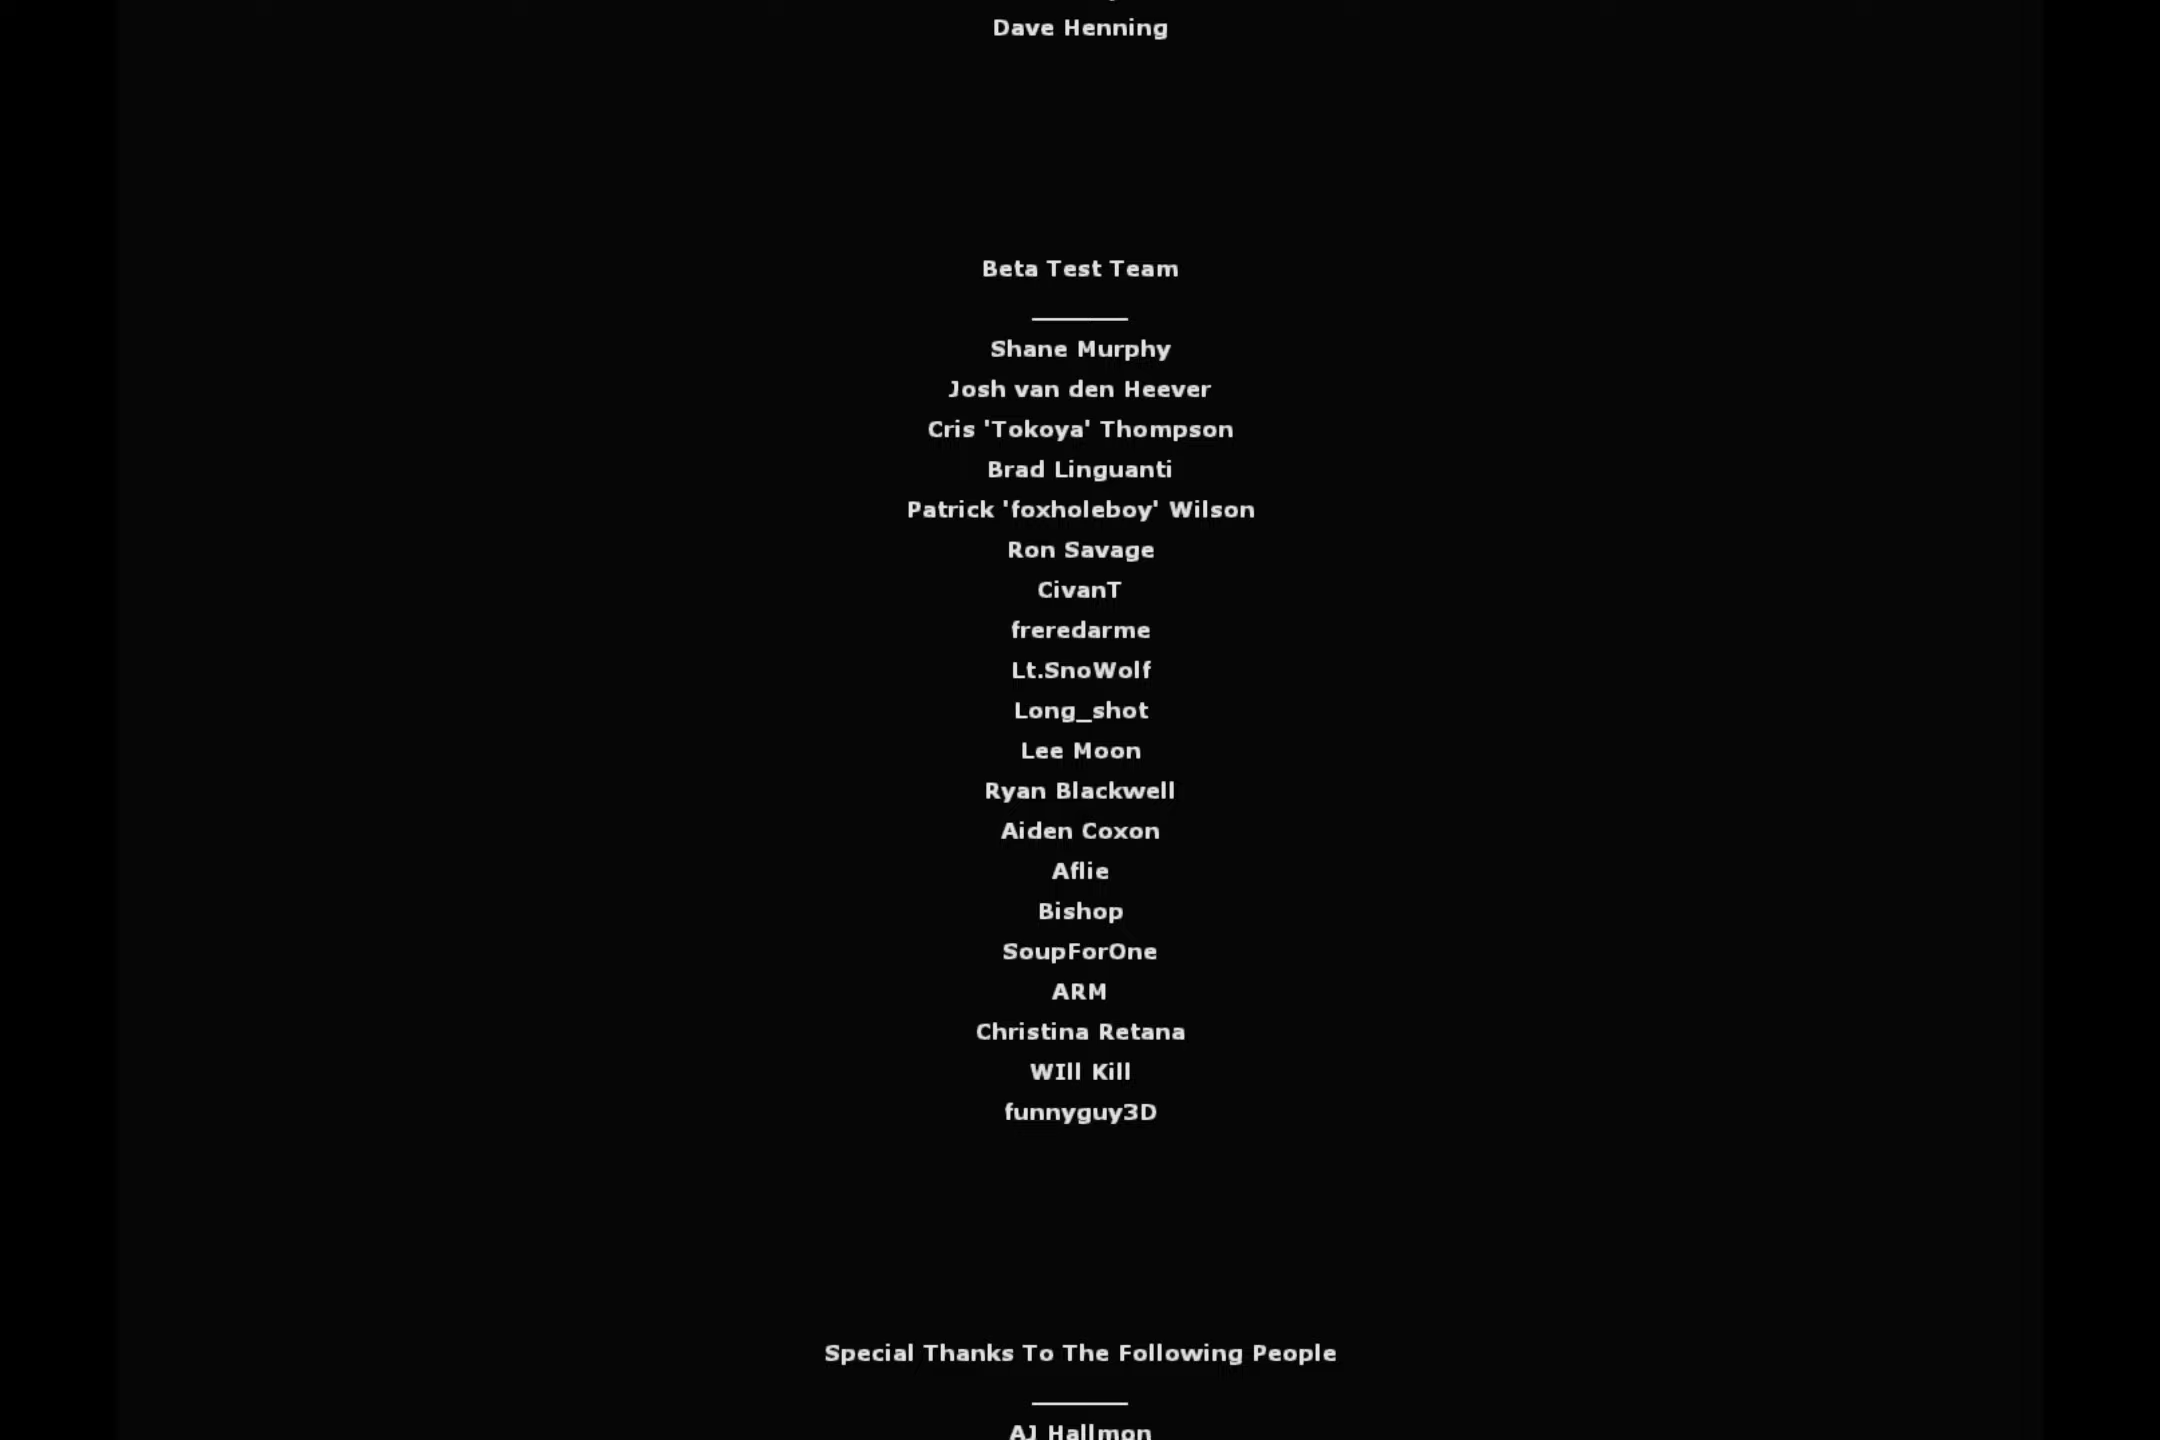 Dave Henning
Beta Test Team
Shane Murphy
Josh van den Heever
Cris 'Tokoya' Thompson
Brad Linguanti
Patrick 'foxholeboy' Wilson
Ron Savage
CivanT
freredarme
Lt.SnoWolf
Long_shot
Lee Moon
Ryan Blackwell
Aiden Coxon
Aflie
Bishop
SoupForOne
ARM
Christina Retana
WIll Kill
funnyguy3D
Special Thanks To The Following People
AJ Hallmon